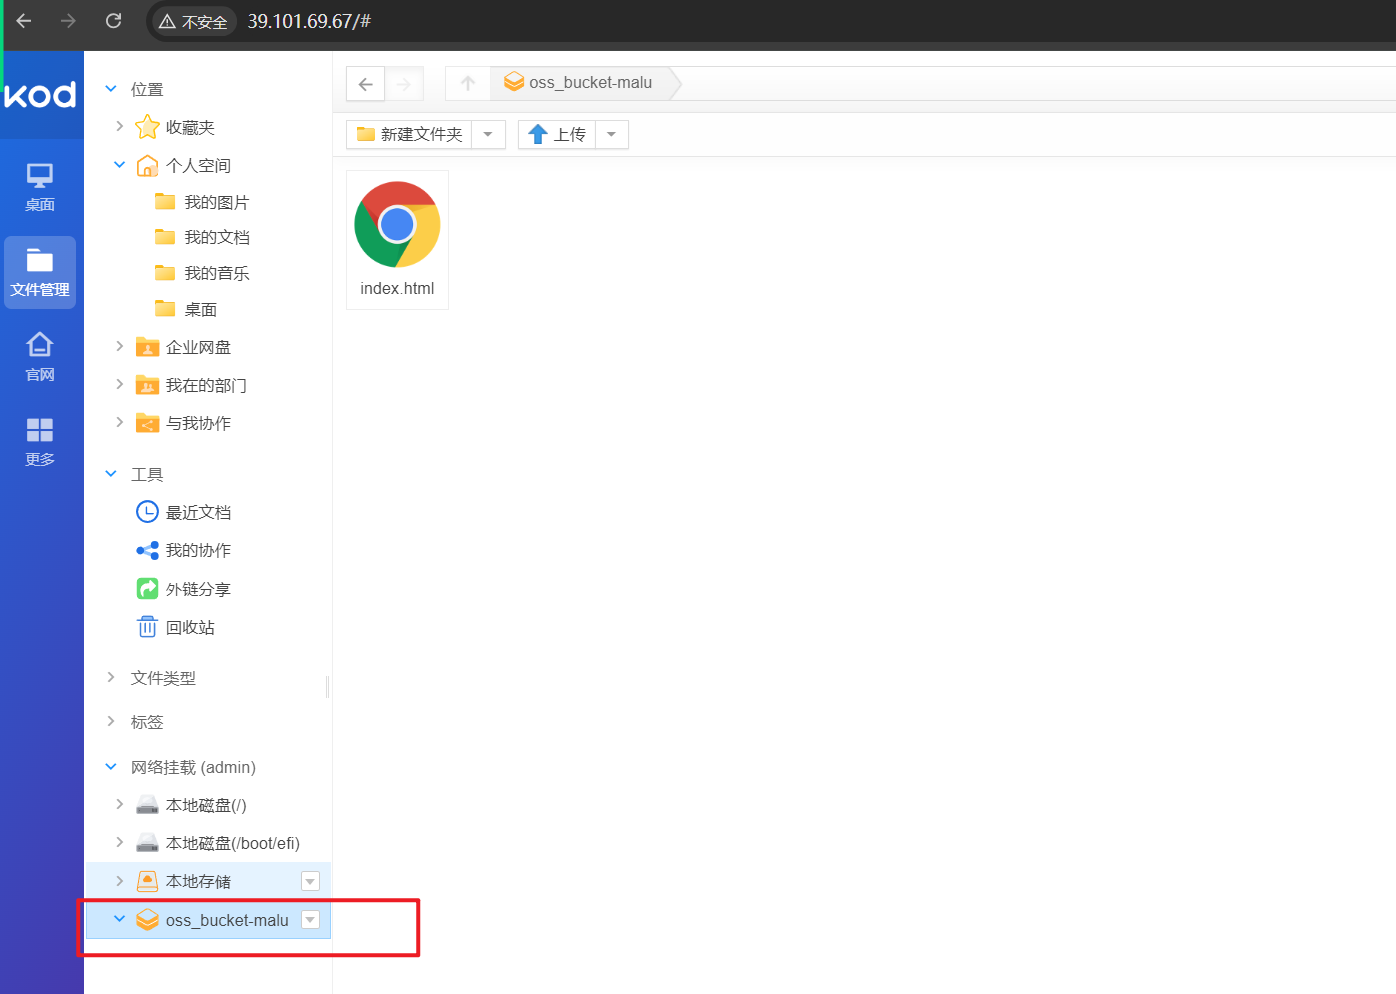 不安全 39.101.69.67/#
kod
桌面
文件管理
官网
更多
位置
收藏夹
个人空间
我的图片
我的文档
我的音乐
桌面
企业网盘
我在的部门
与我协作
工具
最近文档
我的协作
外链分享
回收站
文件类型
标签
网络挂载 (admin)
本地磁盘(/)
本地磁盘(/boot/efi)
本地存储
oss_bucket-malu
oss_bucket-malu
新建文件夹 上传
index.html